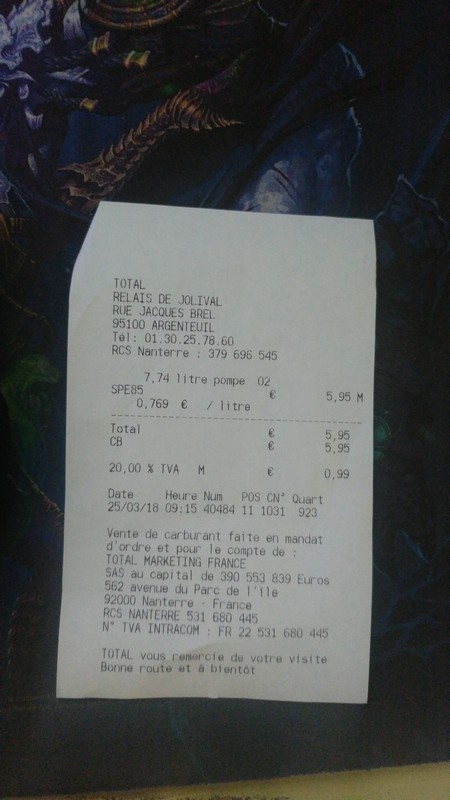 TOTAL
RELAIS DE JOLIVAL
RUE JACQUES BREL
95100 ARGENTEUIL
Tél: 01.30.25.78.60
RCS Nanterre : 379 696 545
7,74 litre pompe 02
SPE85 € 5,95 M
0,769 € / litre
Total € 5,95
CB € 5,95
20,00 % TVA M € 0,99
Date Heure Num POS CN° Quart
25/03/18 09:15 40484 11 1031 923
Vente de carburant faite en mandat
d'ordre et pour le compte de :
TOTAL MARKETING FRANCE
SAS au capital de 390 553 839 Euros
562 avenue du Parc de l'Ile
92000 Nanterre - France
RCS NANTERRE 531 680 445
N° TVA INTRACOM : FR 22 531 680 445
TOTAL vous remercie de votre visite
Bonne route et à bientôt